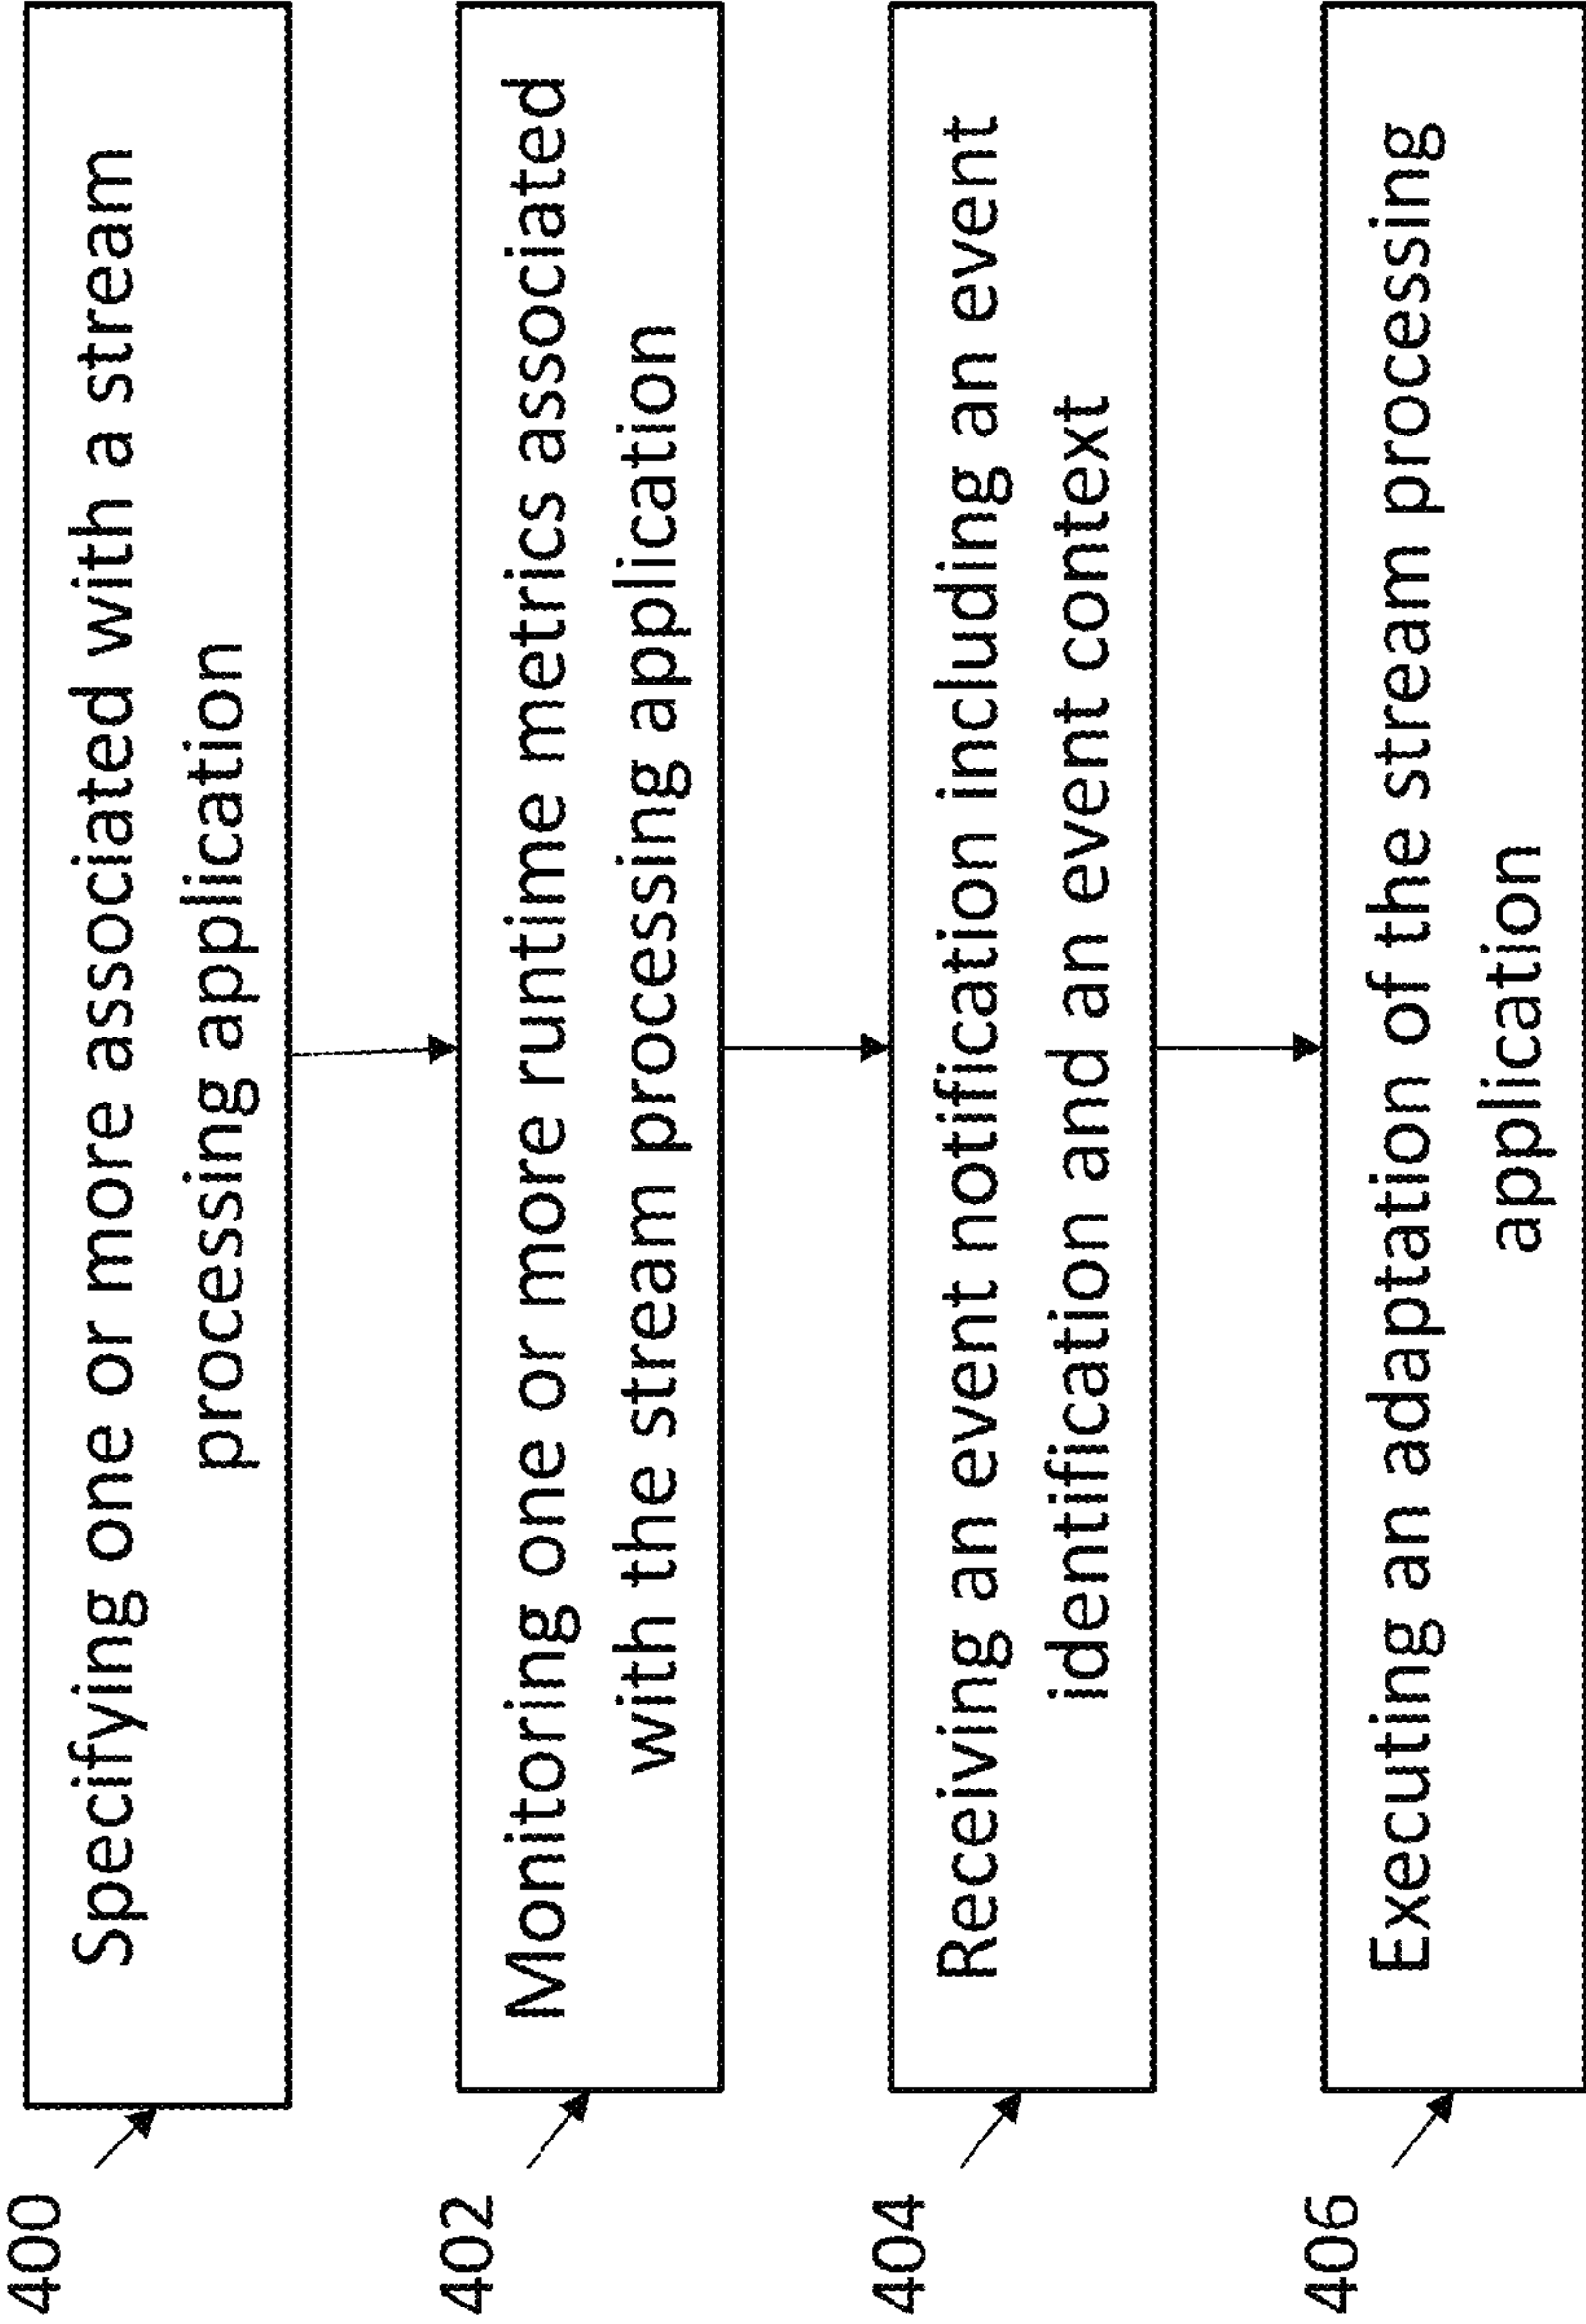 400
Specifying one or more associated with a stream
processing application
402
Monitoring one or more runtime metrics associated
with the stream processing application
404
Receiving an event notification including an event
identification and an event context
406
Executing an adaptation of the stream processing
application